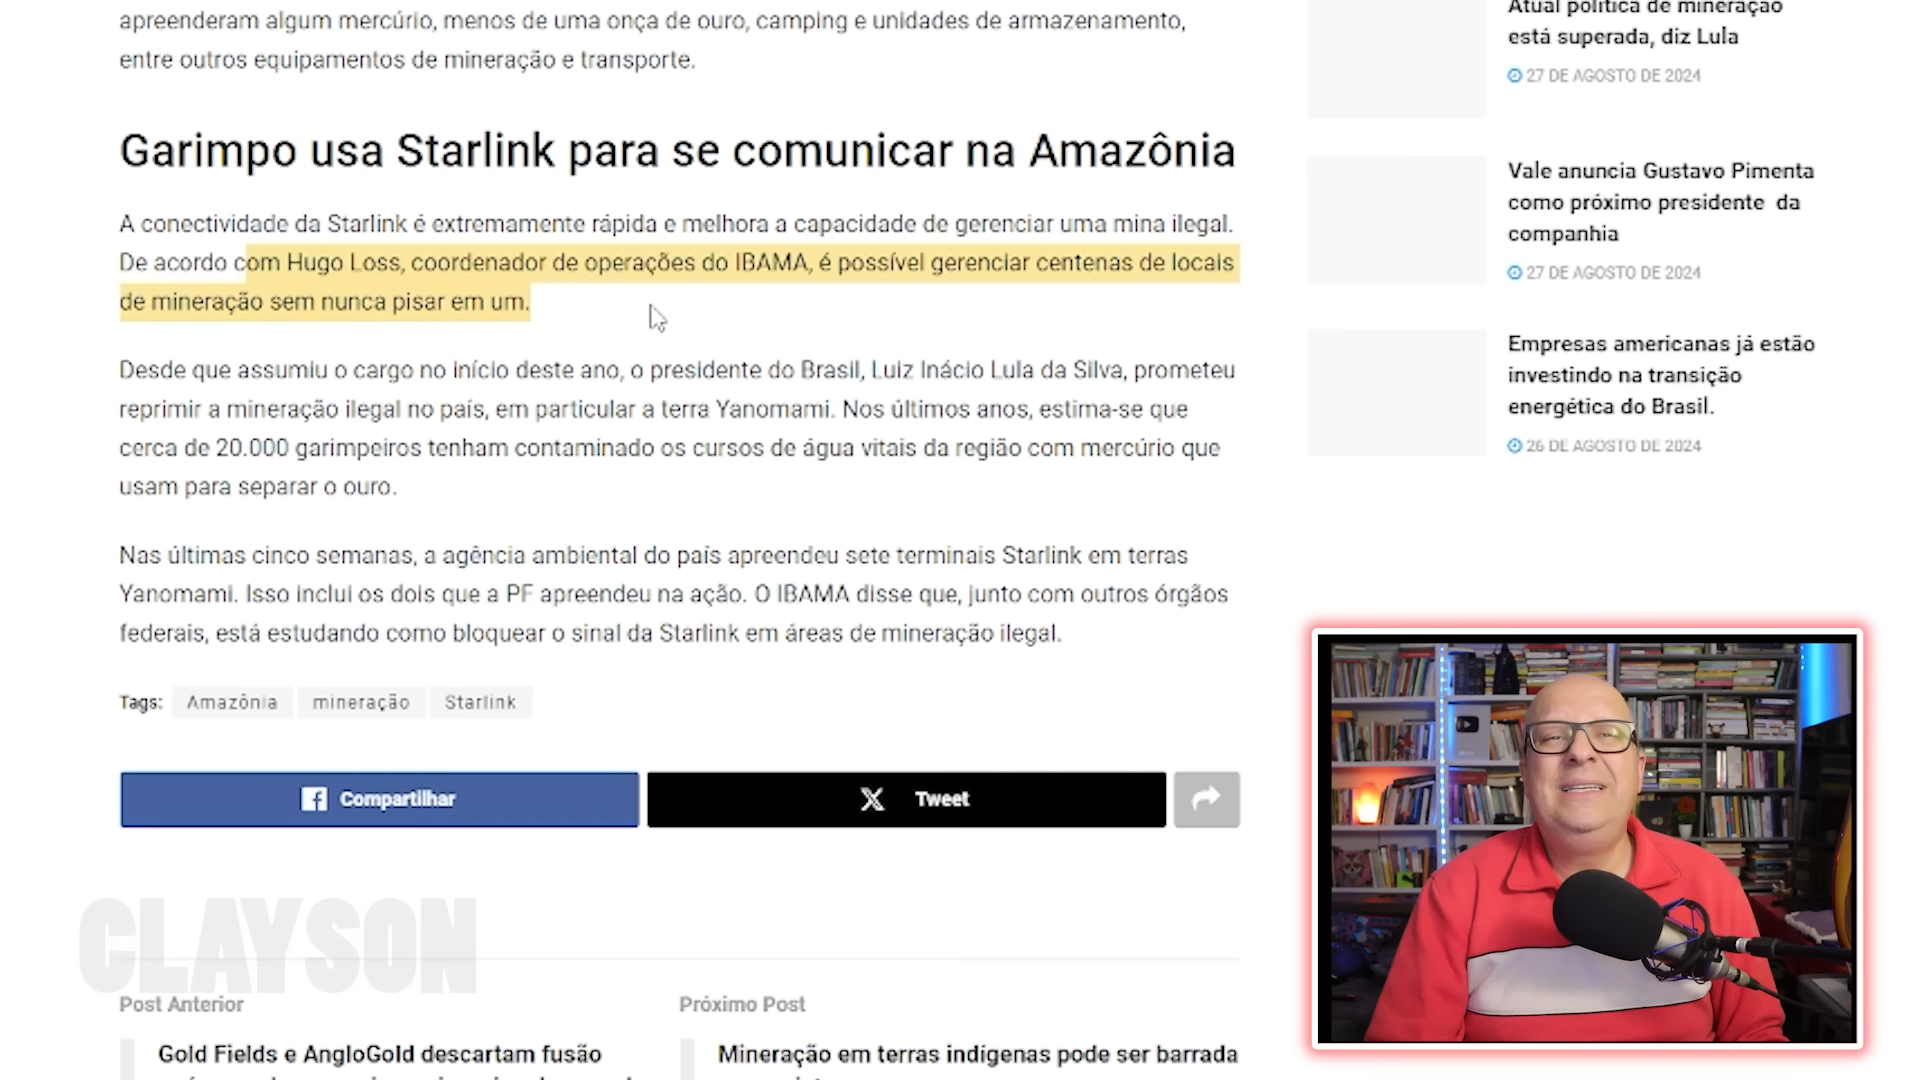 apreenderam algum mercúrio, menos de uma onça de ouro, camping e unidades de armazenamento,
entre outros equipamentos de mineração e transporte.
Garimpo usa Starlink para se comunicar na Amazônia
A conectividade da Starlink é extremamente rápida e melhora a capacidade de gerenciar uma mina ilegal.
De acordo com Hugo Loss, coordenador de operações do IBAMA, é possível gerenciar centenas de locais
de mineração sem nunca pisar em um.
Desde que assumiu o cargo no início deste ano, o presidente do Brasil, Luiz Inácio Lula da Silva, prometeu
reprimir a mineração ilegal no país, em particular a terra Yanomami. Nos últimos anos, estima-se que
cerca de 20.000 garimpeiros tenham contaminado os cursos de água vitais da região com mercúrio que
usam para separar o ouro.
Nas últimas cinco semanas, a agência ambiental do país apreendeu sete terminais Starlink em terras
Yanomami. Isso inclui os dois que a PF apreendeu na ação. O IBAMA disse que, junto com outros órgãos
federais, está estudando como bloquear o sinal da Starlink em áreas de mineração ilegal.
Tags: Amazônia mineração Starlink
Compartilhar
Tweet
CLAYSON
Post Anterior
Gold Fields e AngloGold descartam fusão
Próximo Post
Mineração em terras indígenas pode ser barrada
Atual política de mineração
está superada, diz Lula
27 DE AGOSTO DE 2024
Vale anuncia Gustavo Pimenta
como próximo presidente da
companhia
27 DE AGOSTO DE 2024
Empresas americanas já estão
investindo na transição
energética do Brasil.
26 DE AGOSTO DE 2024